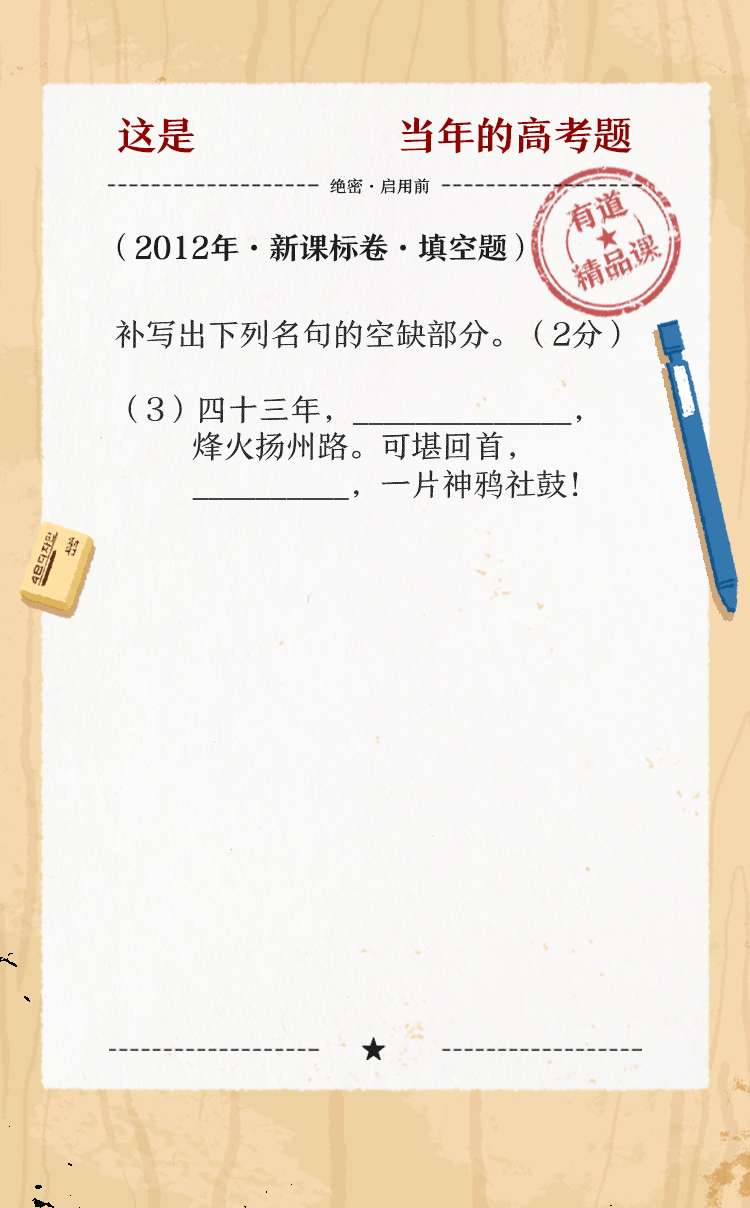 这是 当年的高考题
绝密·启用前
（2012年·新课标卷·填空题）
有道
精品课
补写出下列名句的空缺部分。（2分）
（3）四十三年，______________，
烽火扬州路。可堪回首，
__________，一片神鸦社鼓！